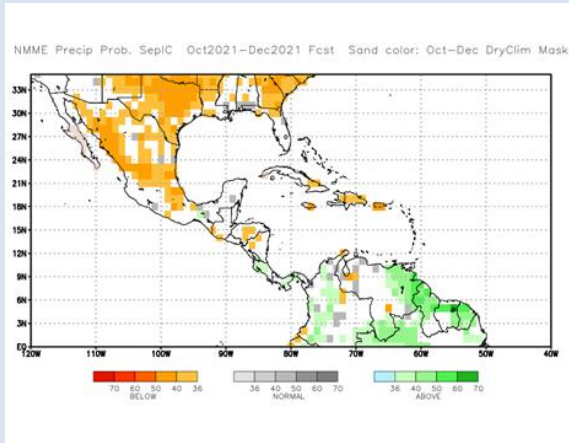 NMME Precip Prob. SepIC Oct2021-Dec2021 Fcst Sand color: Oct-Dec DryClim Mask
33N
30N
27N
24N
21N
18N
15N
12N
9N
6N
3N
EQ
120W 110W 100W 90W 80W 70W 60W 50W 40W
70 60 50 40 36 36 40 60 70 36 40 50 60 70
BELOW NORMAL ABOVE